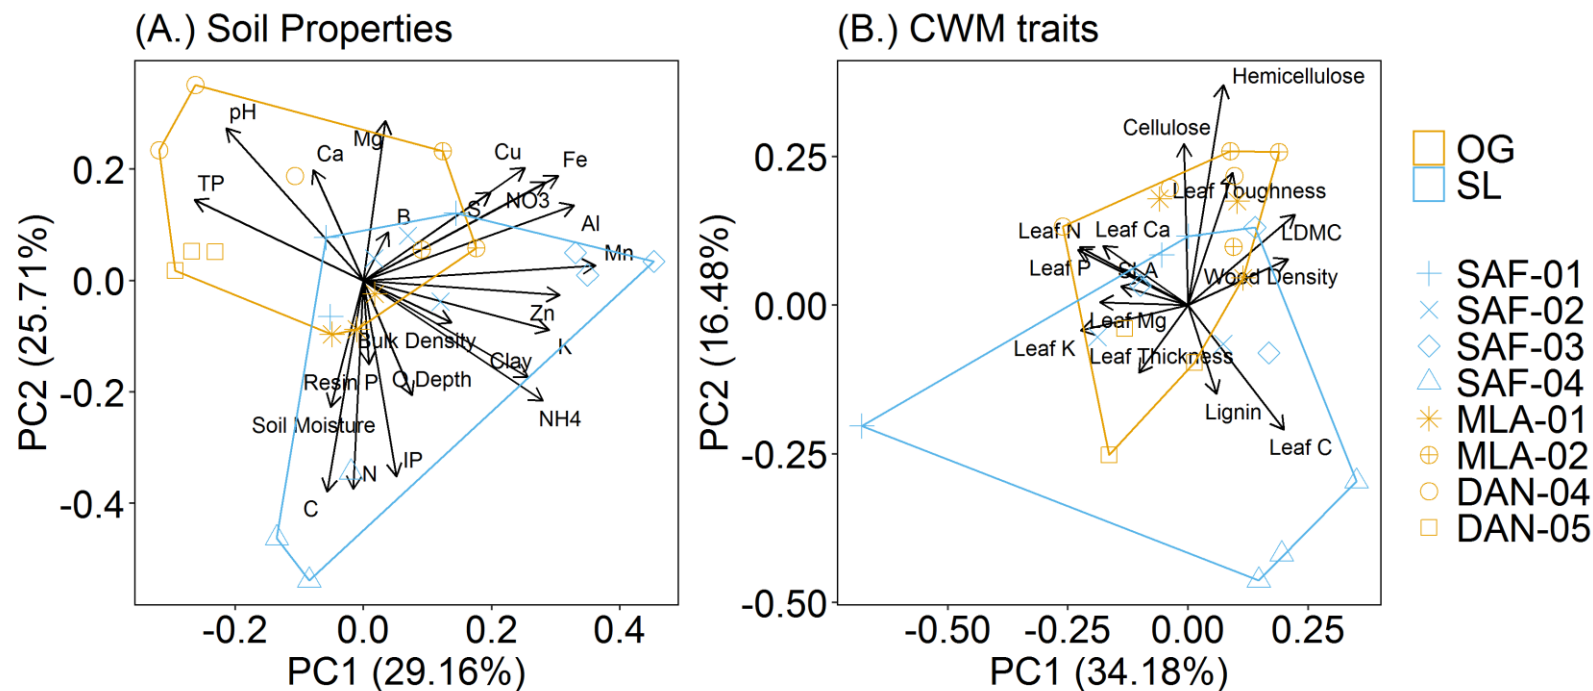 (A.) Soil Properties
pH
Mg
Ca
Cu
Fe
TP
NO3
S
B
Al
Mn
Zn
K
Bulk Density
Clay
Resin P
O Depth
NH4
Soil Moisture
IP
N
C
0.2
0.0
-0.2
-0.4
PC2 (25.71%)
-0.2
0.0
0.2
0.4
PC1 (29.16%)
(B.) CWM traits
Hemicellulose
Cellulose
Leaf Toughness
Leaf N
Leaf Ca
LDMC
Leaf P
SLA
Wood Density
Leaf Mg
Leaf K
Leaf Thickness
Lignin
Leaf C
0.25
0.00
-0.25
-0.50
PC2 (16.48%)
-0.50
-0.25
0.00
0.25
PC1 (34.18%)
OG
SL
SAF-01
SAF-02
SAF-03
SAF-04
MLA-01
MLA-02
DAN-04
DAN-05